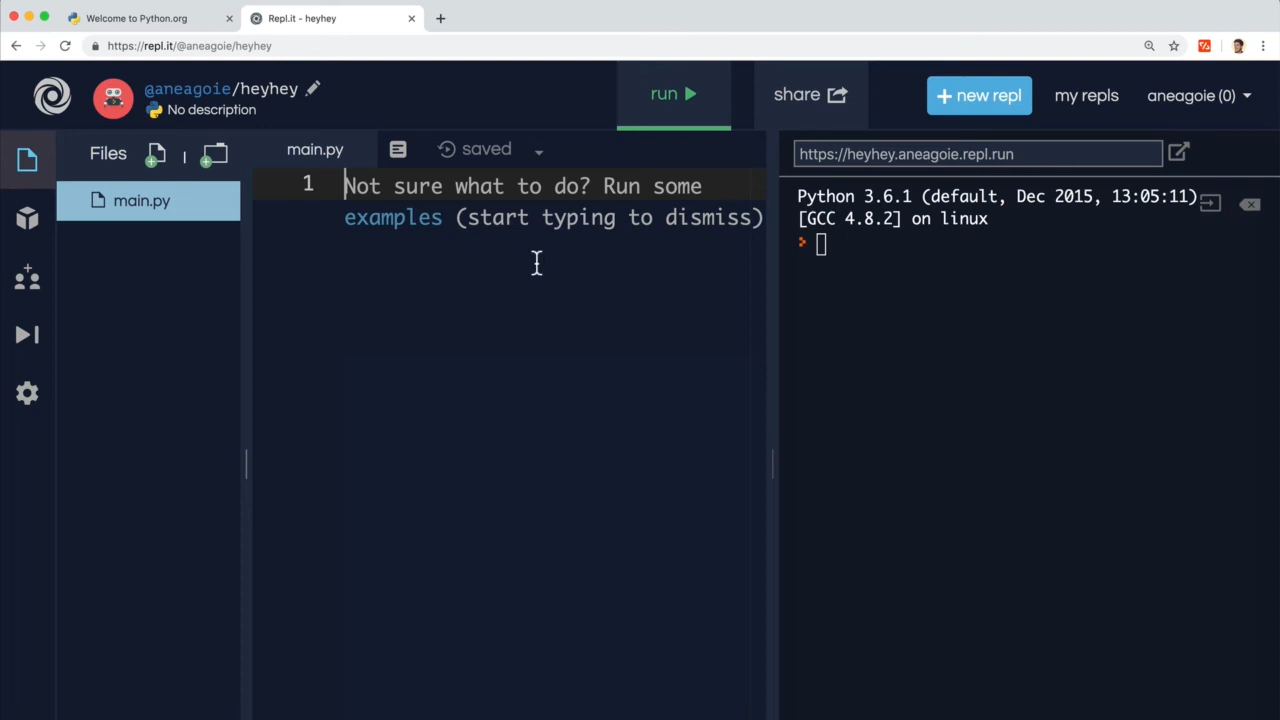 Welcome to Python.org
Repl.it - heyhey
https://repl.it/@aneagoie/heyhey
@aneagoie/heyhey
No description
run
share
+ new repl
my repls
aneagoie (0)
Files
main.py
main.py
saved
1
Not sure what to do? Run some
examples (start typing to dismiss)
https://heyhey.aneagoie.repl.run
Python 3.6.1 (default, Dec 2015, 13:05:11)
[GCC 4.8.2] on linux